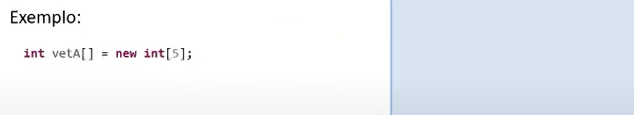 Exemplo:
int vetA[] = new int[5];